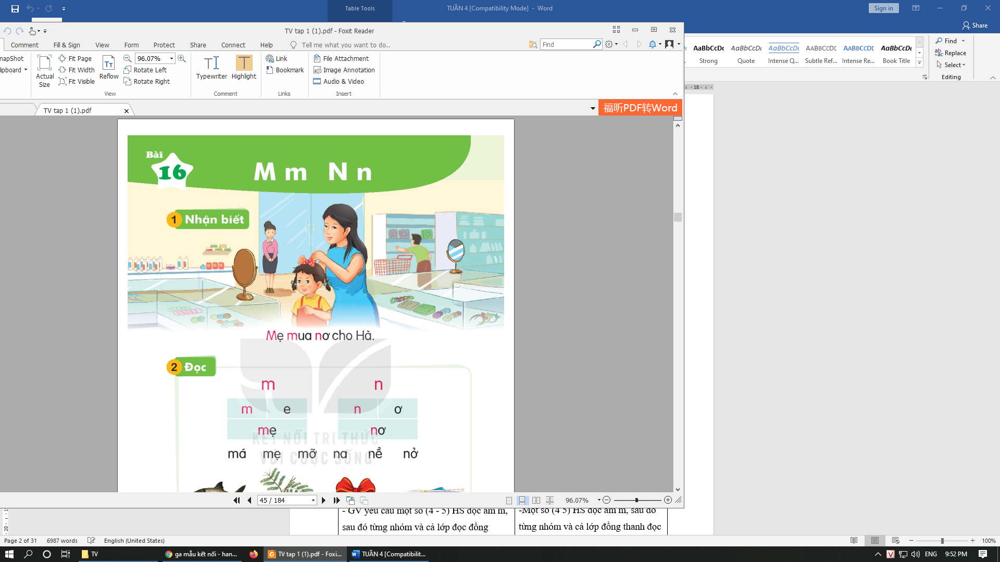 Table Tools
TUẦN 4 [Compatibility Mode]  -  Word
Sign in
Share
TV tap 1 (1).pdf - Foxit Reader
Comment Fill & Sign View Form Protect Share Connect Help Tell me what you want to do.. Find
napShot
lipboard
Actual Size
Fit Page
Fit Width
Fit Visible
Reflow
96.07%
Rotate Left
Rotate Right
View
Typewriter Highlight
Comment
Link
Bookmark
Links
File Attachment
Image Annotation
Audio & Video
Insert
AaBbCcDc AaBbCcDc AaBbCcDc AABBCCDE AABBCCDE AaBbCcDc
Strong Quote Intense Q... Subtle Ref... Intense Re... Book Title
Find
Replace
Select
Editing
18
TV tap 1 (1).pdf
福昕PDF转Word
Bài
16
M m N n
1 Nhận biết
Mẹ mua nơ cho Hà.
2 Đọc
m n
m e n ơ
mẹ nơ
KẾT NỐI TRI THỨC
VỚI CUỘC SỐNG
má mẹ mỡ na nề nở
45 / 184
96.07%
- GV yêu cầu một số (4 - 5) HS đọc âm m,
sau đó từng nhóm và cả lớp đọc đồng
-Một số (4 5) HS đọc âm m, sau đó
từng nhóm và cả lớp đồng thanh đọc
20
Page 2 of 31 6987 words English (United States) 100%
TV ga mẫu kết nối - han... TV tap 1 (1).pdf - Foxi... TUẦN 4 [Compatibilit... ENG 9:52 PM